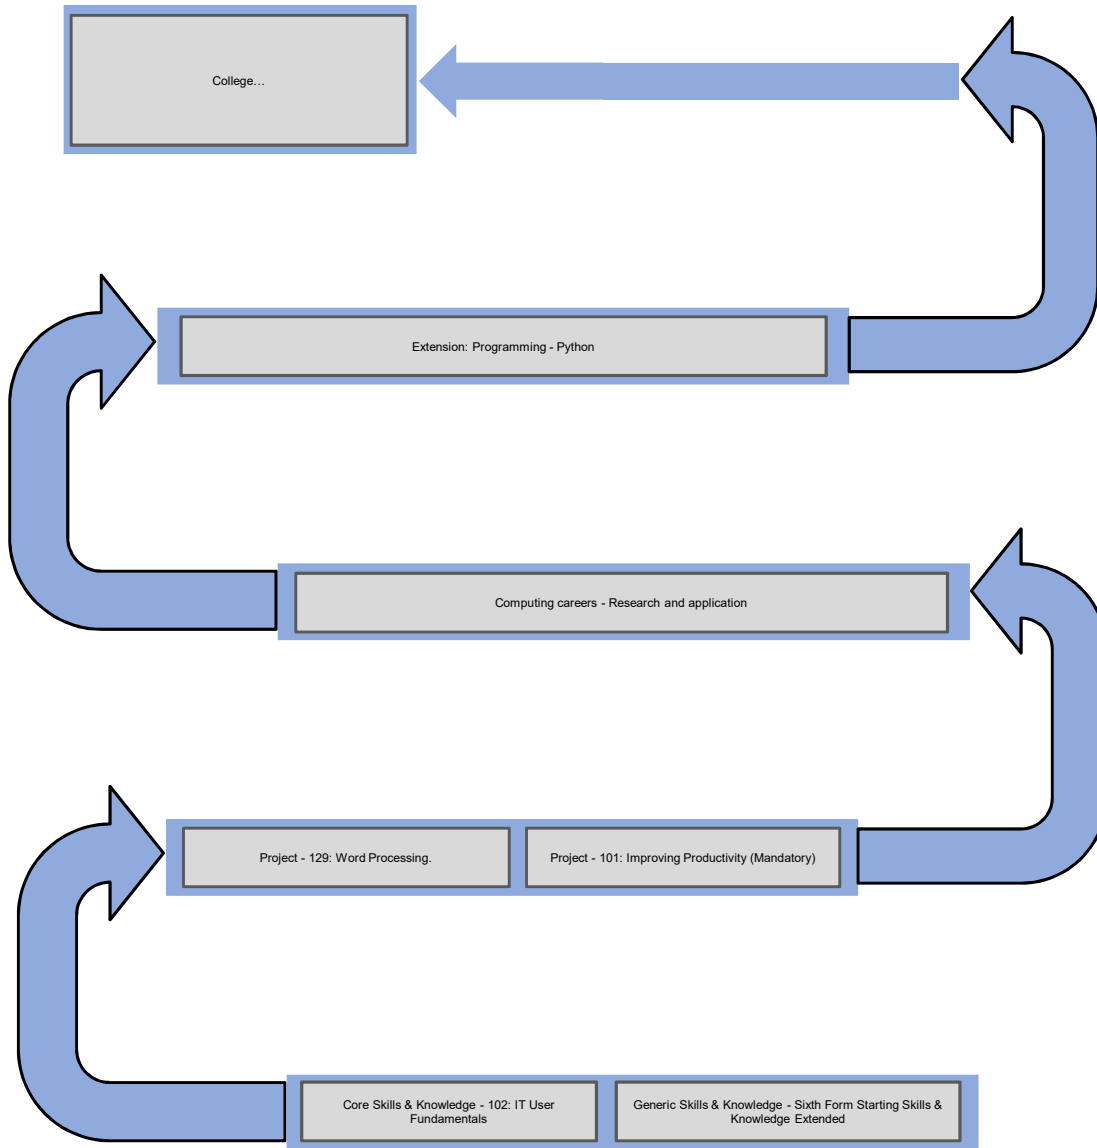 College…
Extension: Programming - Python
Computing careers - Research and application
Project - 129: Word Processing.
Project - 101: Improving Productivity (Mandatory)
Core Skills & Knowledge - 102: IT User
Fundamentals
Generic Skills & Knowledge - Sixth Form Starting Skills &
Knowledge Extended